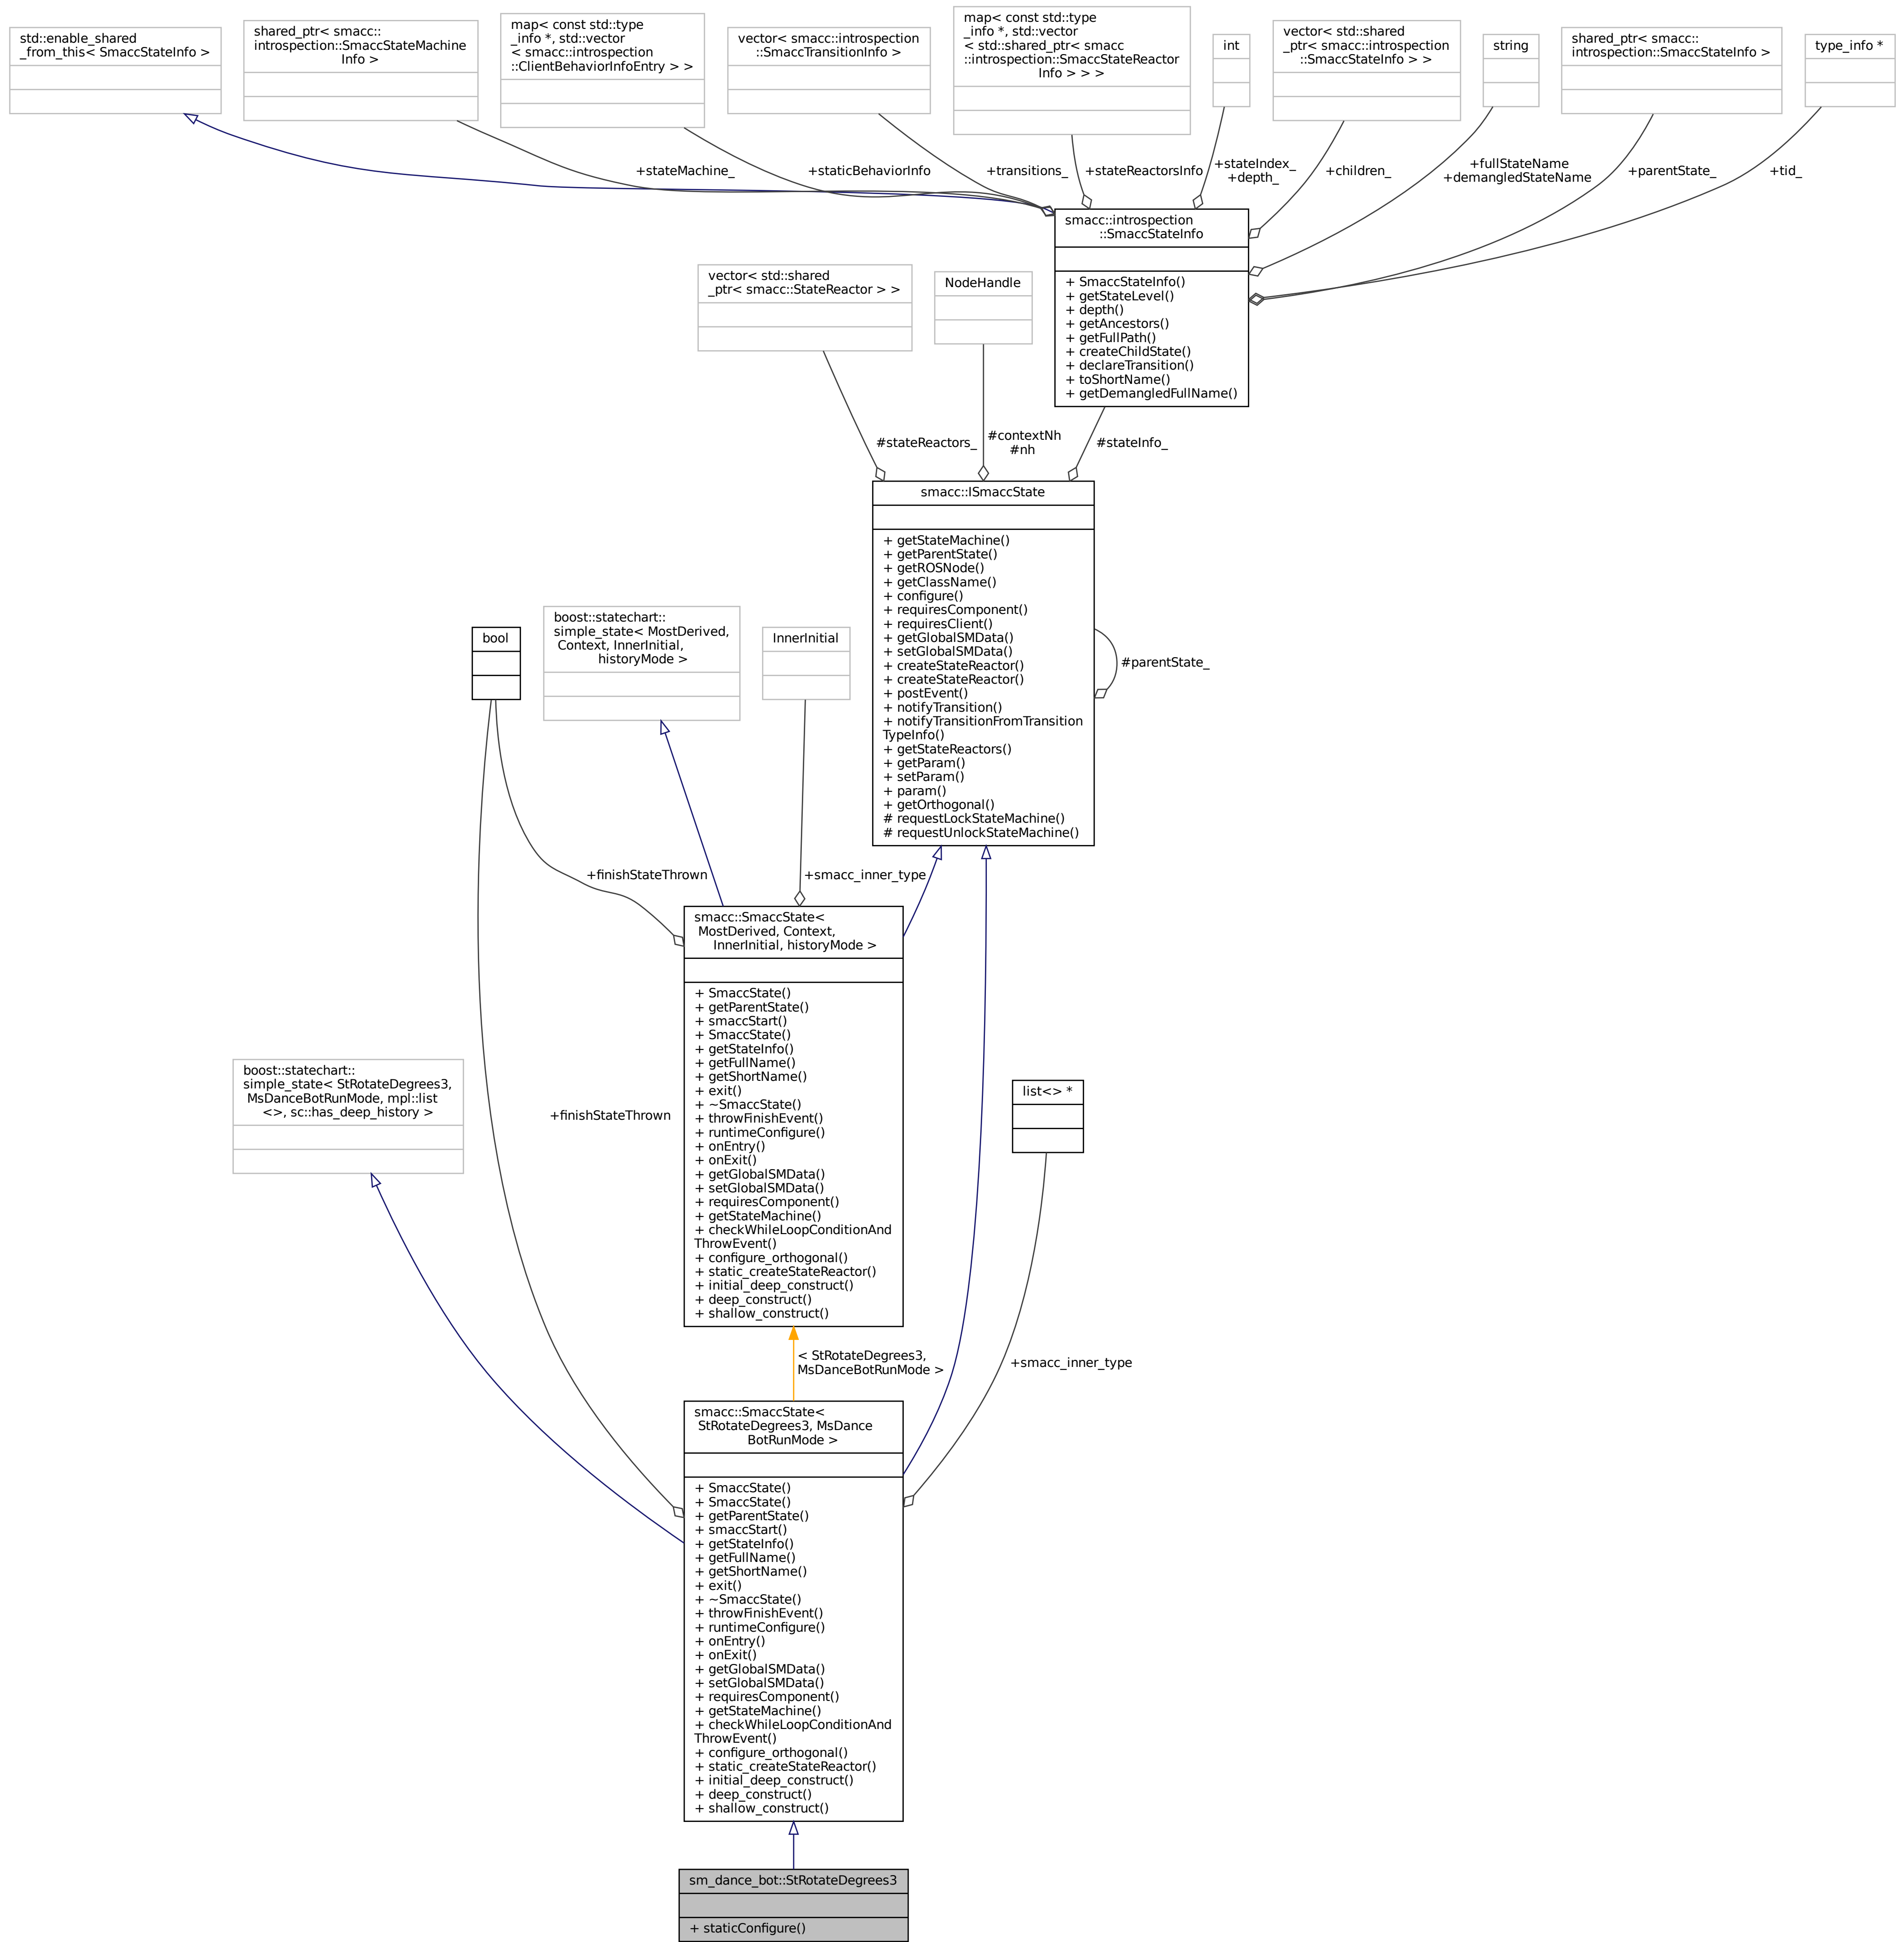 std::enable_shared
_from_this< SmaccStateInfo >
shared_ptr< smacc::
introspection::SmaccStateMachine
Info >
map< const std::type
_info *, std::vector
< smacc::introspection
::ClientBehaviorInfoEntry > >
vector< smacc::introspection
::SmaccTransitionInfo >
map< const std::type
_info *, std::vector
< std::shared_ptr< smacc
::introspection::SmaccStateReactor
Info > > >
int
vector< std::shared
_ptr< smacc::introspection
::SmaccStateInfo > >
string
shared_ptr< smacc::
introspection::SmaccStateInfo >
type_info *
+stateMachine_
+staticBehaviorInfo
+transitions_
+stateReactorsInfo
+stateIndex_
+depth_
+children_
+fullStateName
+demangledStateName
+parentState_
+tid_
smacc::introspection
::SmaccStateInfo
+ SmaccStateInfo()
+ getStateLevel()
+ depth()
+ getAncestors()
+ getFullPath()
+ createChildState()
+ declareTransition()
+ toShortName()
+ getDemangledFullName()
vector< std::shared
_ptr< smacc::StateReactor > >
NodeHandle
#stateReactors_
#contextNh
#nh
#stateInfo_
smacc::ISmaccState
+ getStateMachine()
+ getParentState()
+ getROSNode()
+ getClassName()
+ configure()
+ requiresComponent()
+ requiresClient()
+ getGlobalSMData()
+ setGlobalSMData()
+ createStateReactor()
+ createStateReactor()
+ postEvent()
+ notifyTransition()
+ notifyTransitionFromTransition
TypeInfo()
+ getStateReactors()
+ getParam()
+ setParam()
+ param()
+ getOrthogonal()
# requestLockStateMachine()
# requestUnlockStateMachine()
#parentState_
bool
boost::statechart::
simple_state< MostDerived,
Context, InnerInitial,
historyMode >
InnerInitial
+finishStateThrown
+smacc_inner_type
smacc::SmaccState<
MostDerived, Context,
InnerInitial, historyMode >
+ SmaccState()
+ getParentState()
+ smaccStart()
+ SmaccState()
+ getStateInfo()
+ getFullName()
+ getShortName()
+ exit()
+ ~SmaccState()
+ throwFinishEvent()
+ runtimeConfigure()
+ onEntry()
+ onExit()
+ getGlobalSMData()
+ setGlobalSMData()
+ requiresComponent()
+ getStateMachine()
+ checkWhileLoopConditionAnd
ThrowEvent()
+ configure_orthogonal()
+ static_createStateReactor()
+ initial_deep_construct()
+ deep_construct()
+ shallow_construct()
boost::statechart::
simple_state< StRotateDegrees3,
MsDanceBotRunMode, mpl::list
<>, sc::has_deep_history >
+finishStateThrown
list<> *
< StRotateDegrees3,
MsDanceBotRunMode >
+smacc_inner_type
smacc::SmaccState<
StRotateDegrees3, MsDance
BotRunMode >
+ SmaccState()
+ SmaccState()
+ getParentState()
+ smaccStart()
+ getStateInfo()
+ getFullName()
+ getShortName()
+ exit()
+ ~SmaccState()
+ throwFinishEvent()
+ runtimeConfigure()
+ onEntry()
+ onExit()
+ getGlobalSMData()
+ setGlobalSMData()
+ requiresComponent()
+ getStateMachine()
+ checkWhileLoopConditionAnd
ThrowEvent()
+ configure_orthogonal()
+ static_createStateReactor()
+ initial_deep_construct()
+ deep_construct()
+ shallow_construct()
sm_dance_bot::StRotateDegrees3
+ staticConfigure()